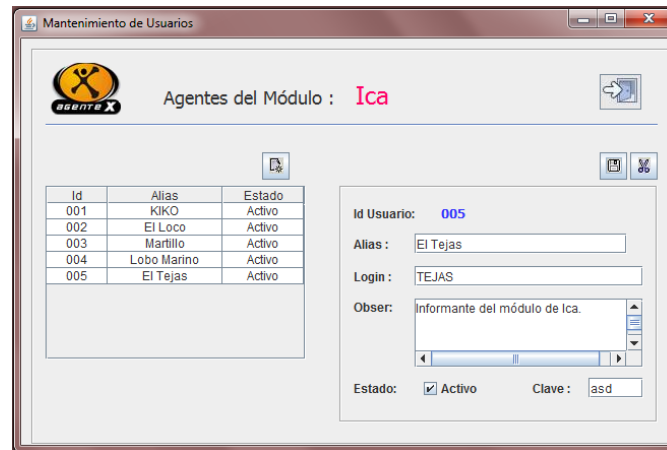 Mantenimiento de Usuarios
agente X
Agentes del Módulo : Ica
Id Alias Estado
001 KIKO Activo
002 El Loco Activo
003 Martillo Activo
004 Lobo Marino Activo
005 El Tejas Activo
Id Usuario: 005
Alias : El Tejas
Login : TEJAS
Obser: Informante del módulo de Ica.
Estado: Activo Clave : asd